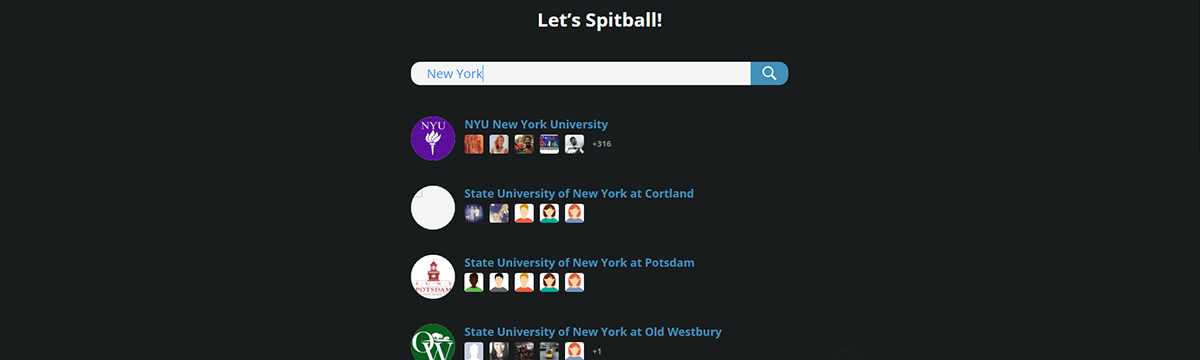 Let’s Spitball!
New York
NYU
NYU New York University
+316
State University of New York at Cortland
SUNY
POTSDAM
State University of New York at Potsdam
OW
State University of New York at Old Westbury
+1